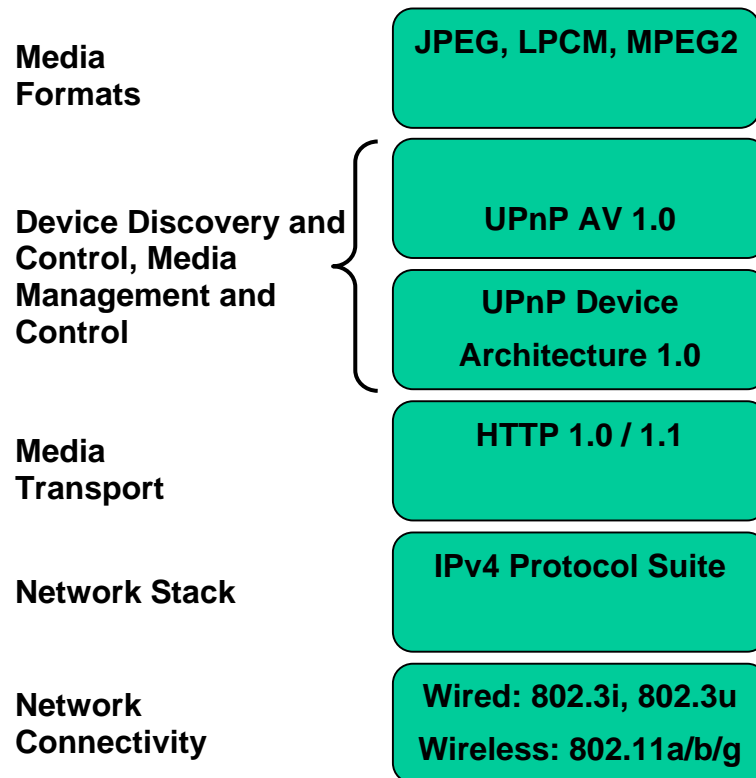 Media
Formats
JPEG, LPCM, MPEG2
Device Discovery and
Control, Media
Management and
Control
UPnP AV 1.0
UPnP Device
Architecture 1.0
Media
Transport
HTTP 1.0 / 1.1
Network Stack
IPv4 Protocol Suite
Network
Connectivity
Wired: 802.3i, 802.3u
Wireless: 802.11a/b/g